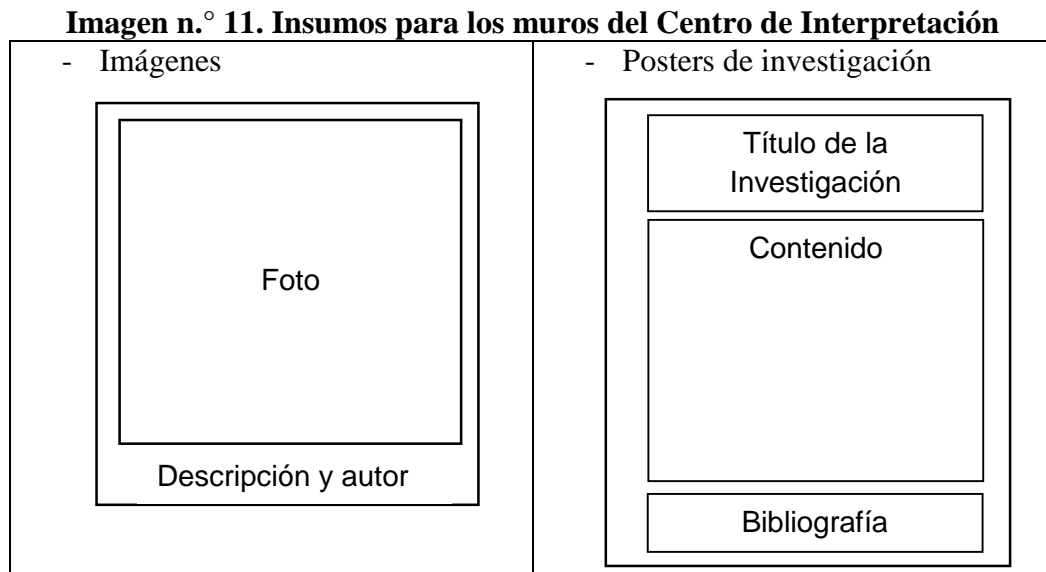 Imagen n.° 11. Insumos para los muros del Centro de Interpretación
- Imágenes
Foto
Descripción y autor
- Posters de investigación
Título de la
Investigación
Contenido
Bibliografía